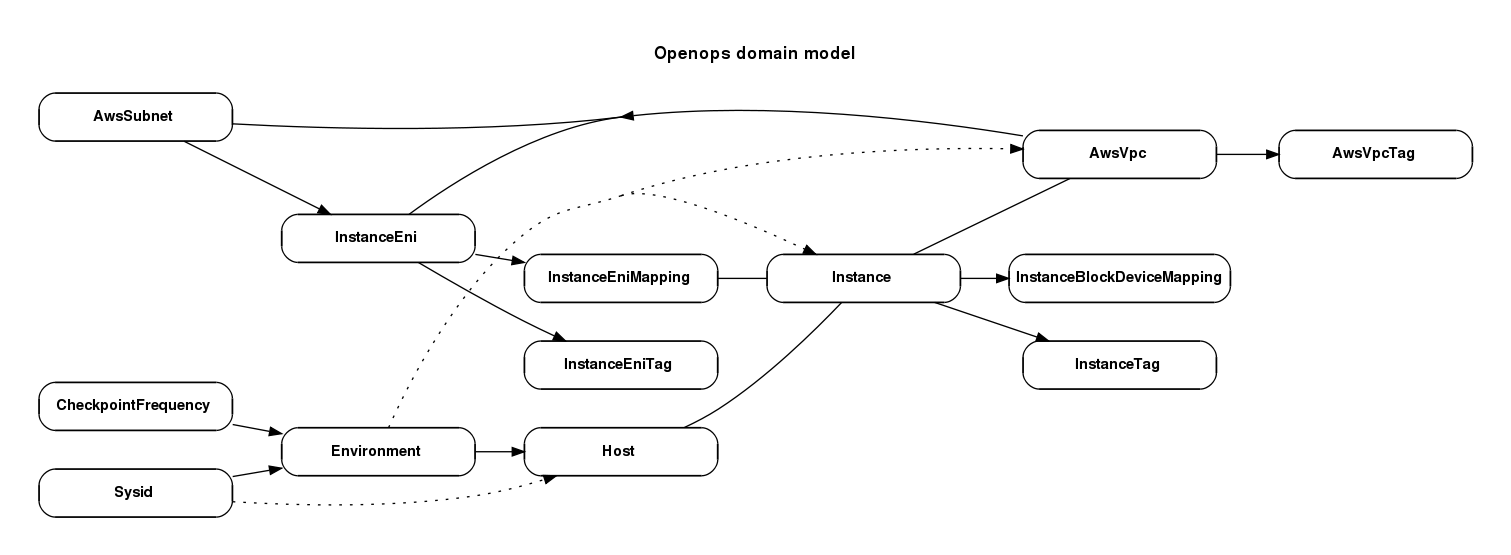 Openops domain model
AwsSubnet
AwsVpc
AwsVpcTag
InstanceEni
InstanceEniMapping
Instance
InstanceBlockDeviceMapping
InstanceEniTag
InstanceTag
CheckpointFrequency
Environment
Host
Sysid